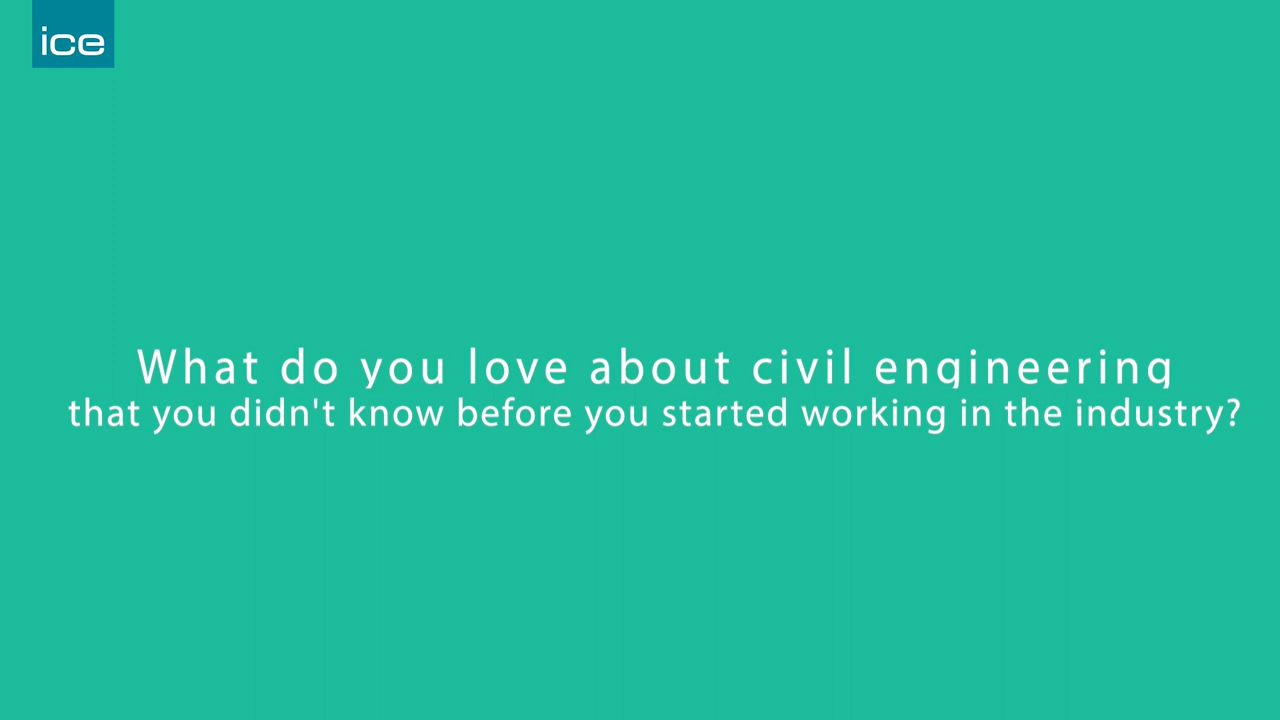 ice
What do you love about civil engineering
that you didn't know before you started working in the industry?